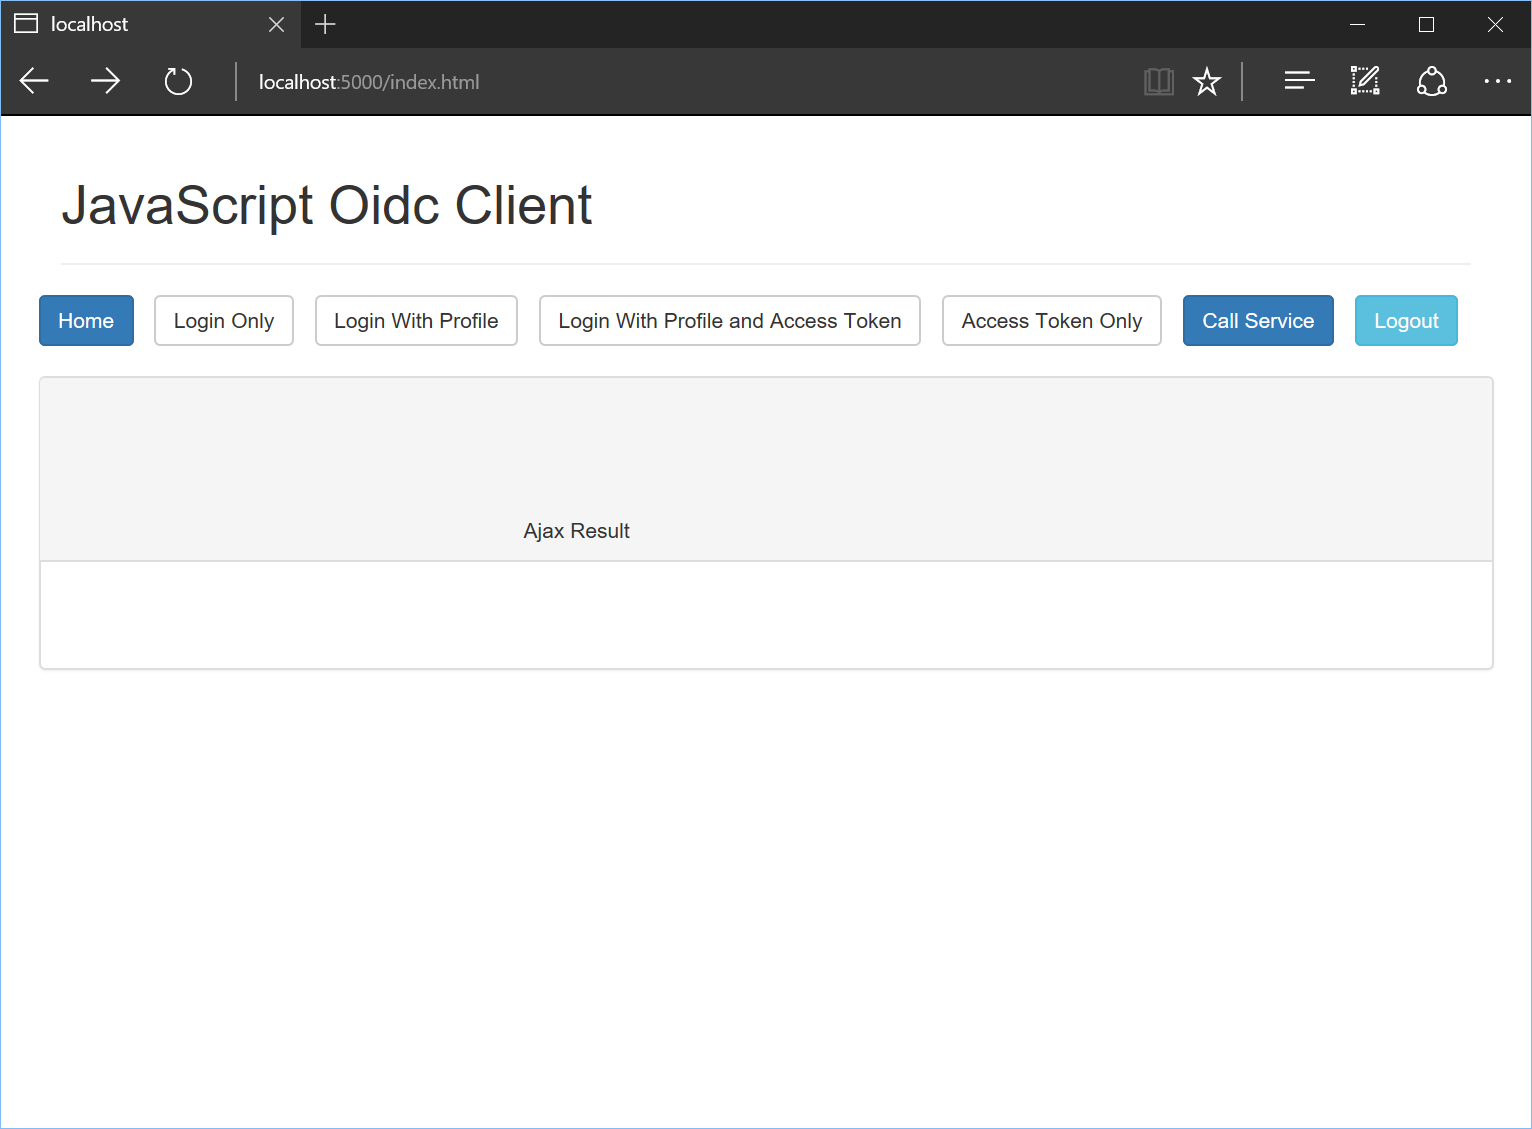 localhost
localhost:5000/index.html
JavaScript Oidc Client
Home Login Only Login With Profile Login With Profile and Access Token Access Token Only Call Service Logout
Ajax Result